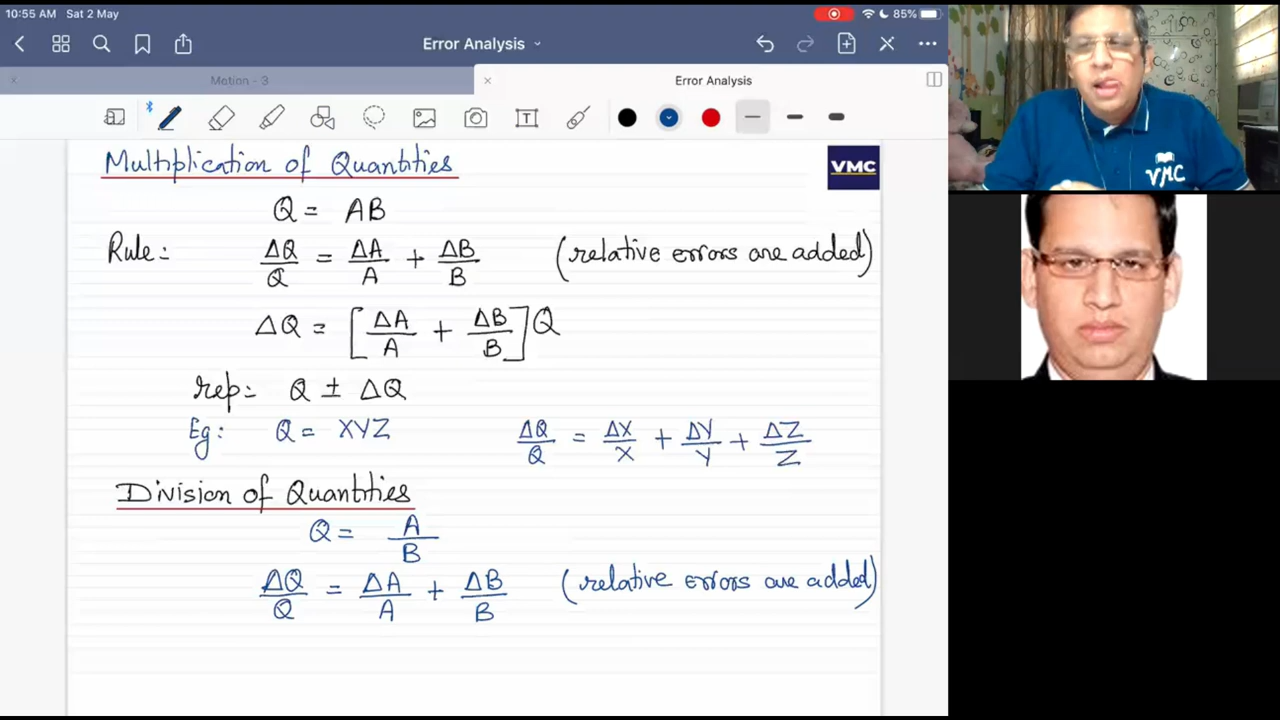 10:55 AM Sat 2 May
85%
Error Analysis
Motion - 3
Error Analysis
T
Multiplication of Quantities
VMC
Q = AB
Rule: ΔQ/Q = ΔA/A + ΔB/B (relative errors are added)
ΔQ = [ΔA/A + ΔB/B]Q
rep: Q ± ΔQ
Eg: Q = XYZ ΔQ/Q = ΔX/X + ΔY/Y + ΔZ/Z
Division of Quantities
Q = A/B
ΔQ/Q = ΔA/A + ΔB/B (relative errors are added)
VMC